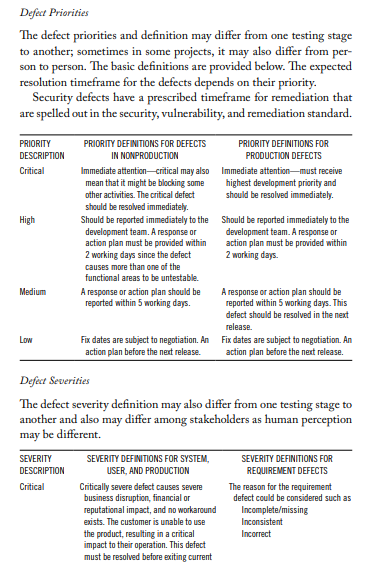 Defect Priorities
The defect priorities and definition may differ from one testing stage
to another; sometimes in some projects, it may also differ from per-
son to person. The basic definitions are provided below. The expected
resolution timeframe for the defects depends on their priority.
Security defects have a prescribed timeframe for remediation that
are spelled out in the security, vulnerability, and remediation standard.
PRIORITY DESCRIPTION
PRIORITY DEFINITIONS FOR DEFECTS IN NONPRODUCTION
PRIORITY DEFINITIONS FOR PRODUCTION DEFECTS
Critical
Immediate attention—critical may also
mean that it might be blocking some
other activities. The critical defect
should be resolved immediately.
Immediate attention—must receive
highest development priority and
should be resolved immediately.
High
Should be reported immediately to the
development team. A response or
action plan must be provided within
2 working days since the defect
causes more than one of the
functional areas to be untestable.
Should be reported immediately to the
development team. A response or
action plan must be provided within
2 working days.
Medium
A response or action plan should be
reported within 5 working days.
A response or action plan should be
reported within 5 working days. This
defect should be resolved in the next
release.
Low
Fix dates are subject to negotiation. An
action plan before the next release.
Fix dates are subject to negotiation. An
action plan before the next release.
Defect Severities
The defect severity definition may also differ from one testing stage to
another and also may differ among stakeholders as human perception
may be different.
SEVERITY DESCRIPTION
SEVERITY DEFINITIONS FOR SYSTEM, USER, AND PRODUCTION
SEVERITY DEFINITIONS FOR REQUIREMENT DEFECTS
Critical
Critically severe defect causes severe
business disruption, financial or
reputational impact, and no workaround
exists. The customer is unable to use
the product, resulting in a critical
impact to their operation. This defect
must be resolved before exiting current
The reason for the requirement
defect could be considered such as
Incomplete/missing
Inconsistent
Incorrect